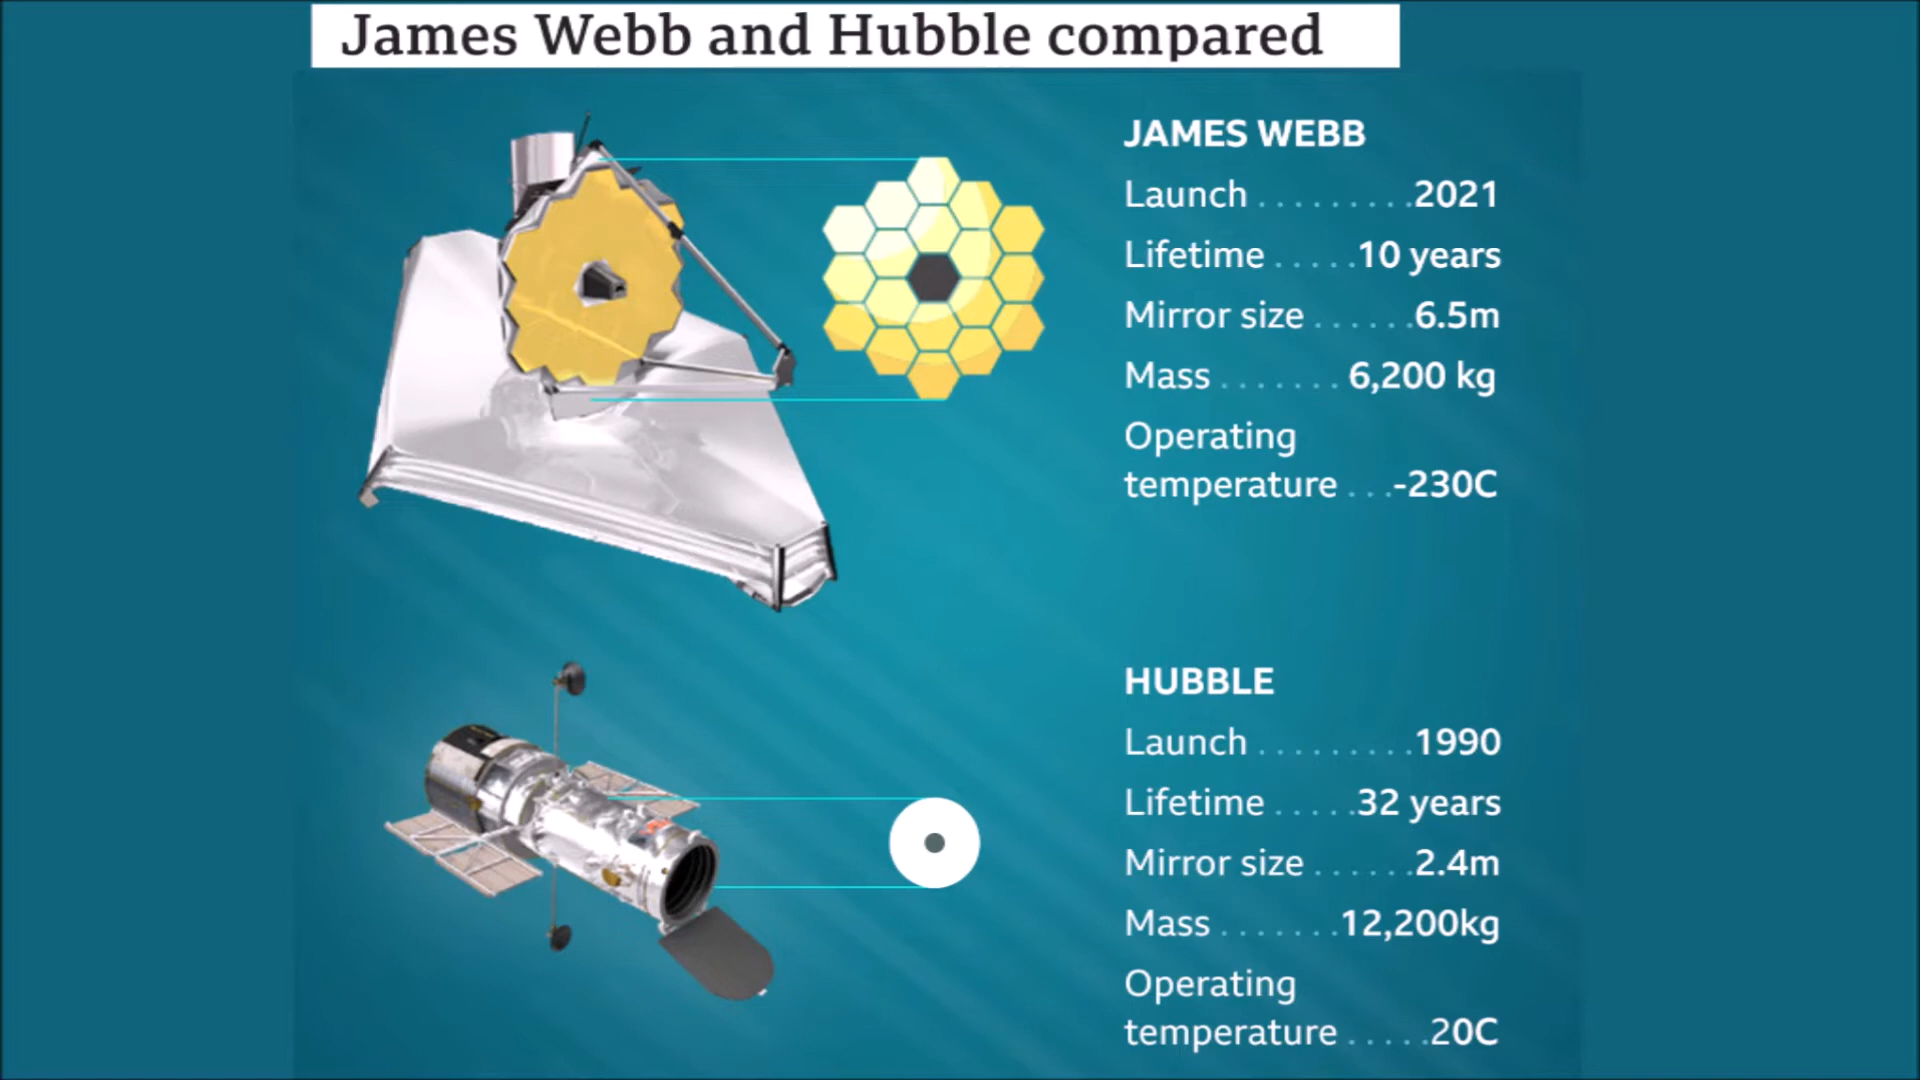 James Webb and Hubble compared
JAMES WEBB
Launch .........2021
Lifetime .....10 years
Mirror size ......6.5m
Mass ....... 6,200 kg
Operating
temperature ...-230C
HUBBLE
Launch .........1990
Lifetime .....32 years
Mirror size ......2.4m
Mass .......12,200kg
Operating
temperature .....20C